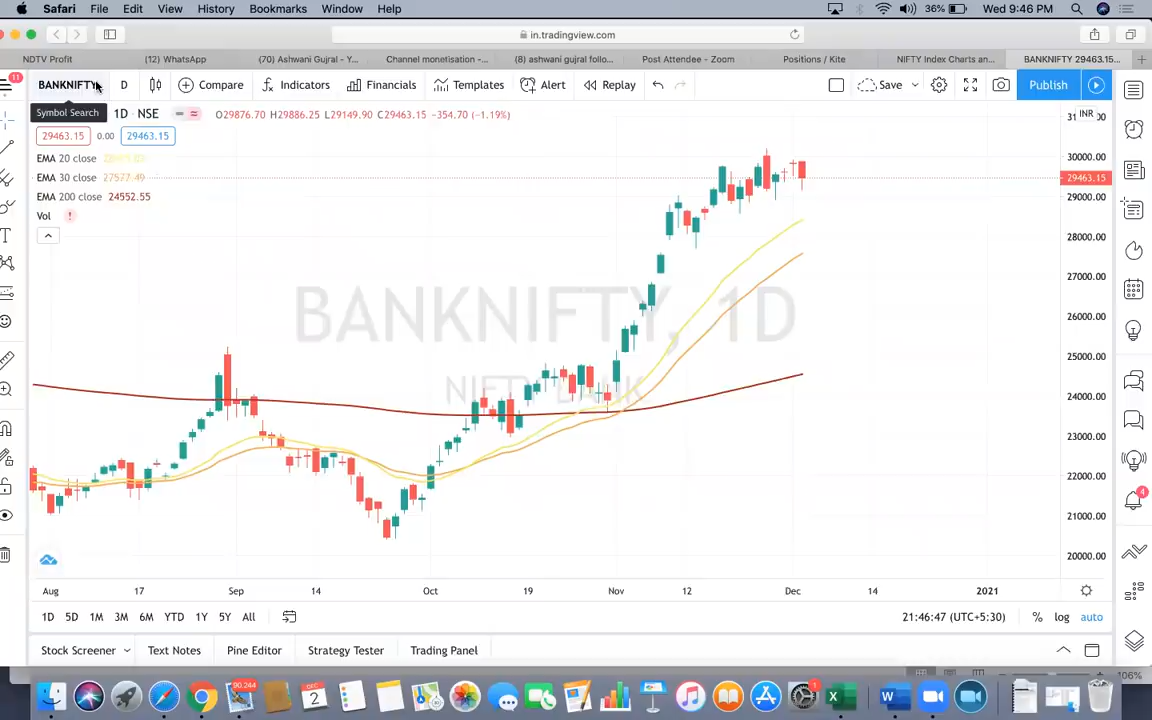 Safari File Edit View History Bookmarks Window Help 36% Wed 9:46 PM
in.tradingview.com
NDTV Profit (12) WhatsApp (70) Ashwani Gujral - Y... Channel monetisation -... (8) ashwani gujral follo... Post Attendee - Zoom Positions / Kite NIFTY Index Charts an... BANKNIFTY 29463.15...
11
BANKNIFTY D Compare Indicators Financials Templates Alert Replay Save Publish
Symbol Search 1D NSE O29876.70 H29886.25 L29149.90 C29463.15 -354.70 (-1.19%) INR
29463.15 0.00 29463.15
EMA 20 close
EMA 30 close 27577.49
EMA 200 close 24552.55
Vol !
30000.00
29463.15
29000.00
28000.00
27000.00
26000.00
25000.00
24000.00
23000.00
22000.00
21000.00
20000.00
BANKNIFTY, 1D
NIFTY BANK
4
Aug 17 Sep 14 Oct 19 Nov 12 Dec 14 2021
1D 5D 1M 3M 6M YTD 1Y 5Y All 21:46:47 (UTC+5:30) % log auto
Stock Screener Text Notes Pine Editor Strategy Tester Trading Panel
106%
90,244 DEC 2 1